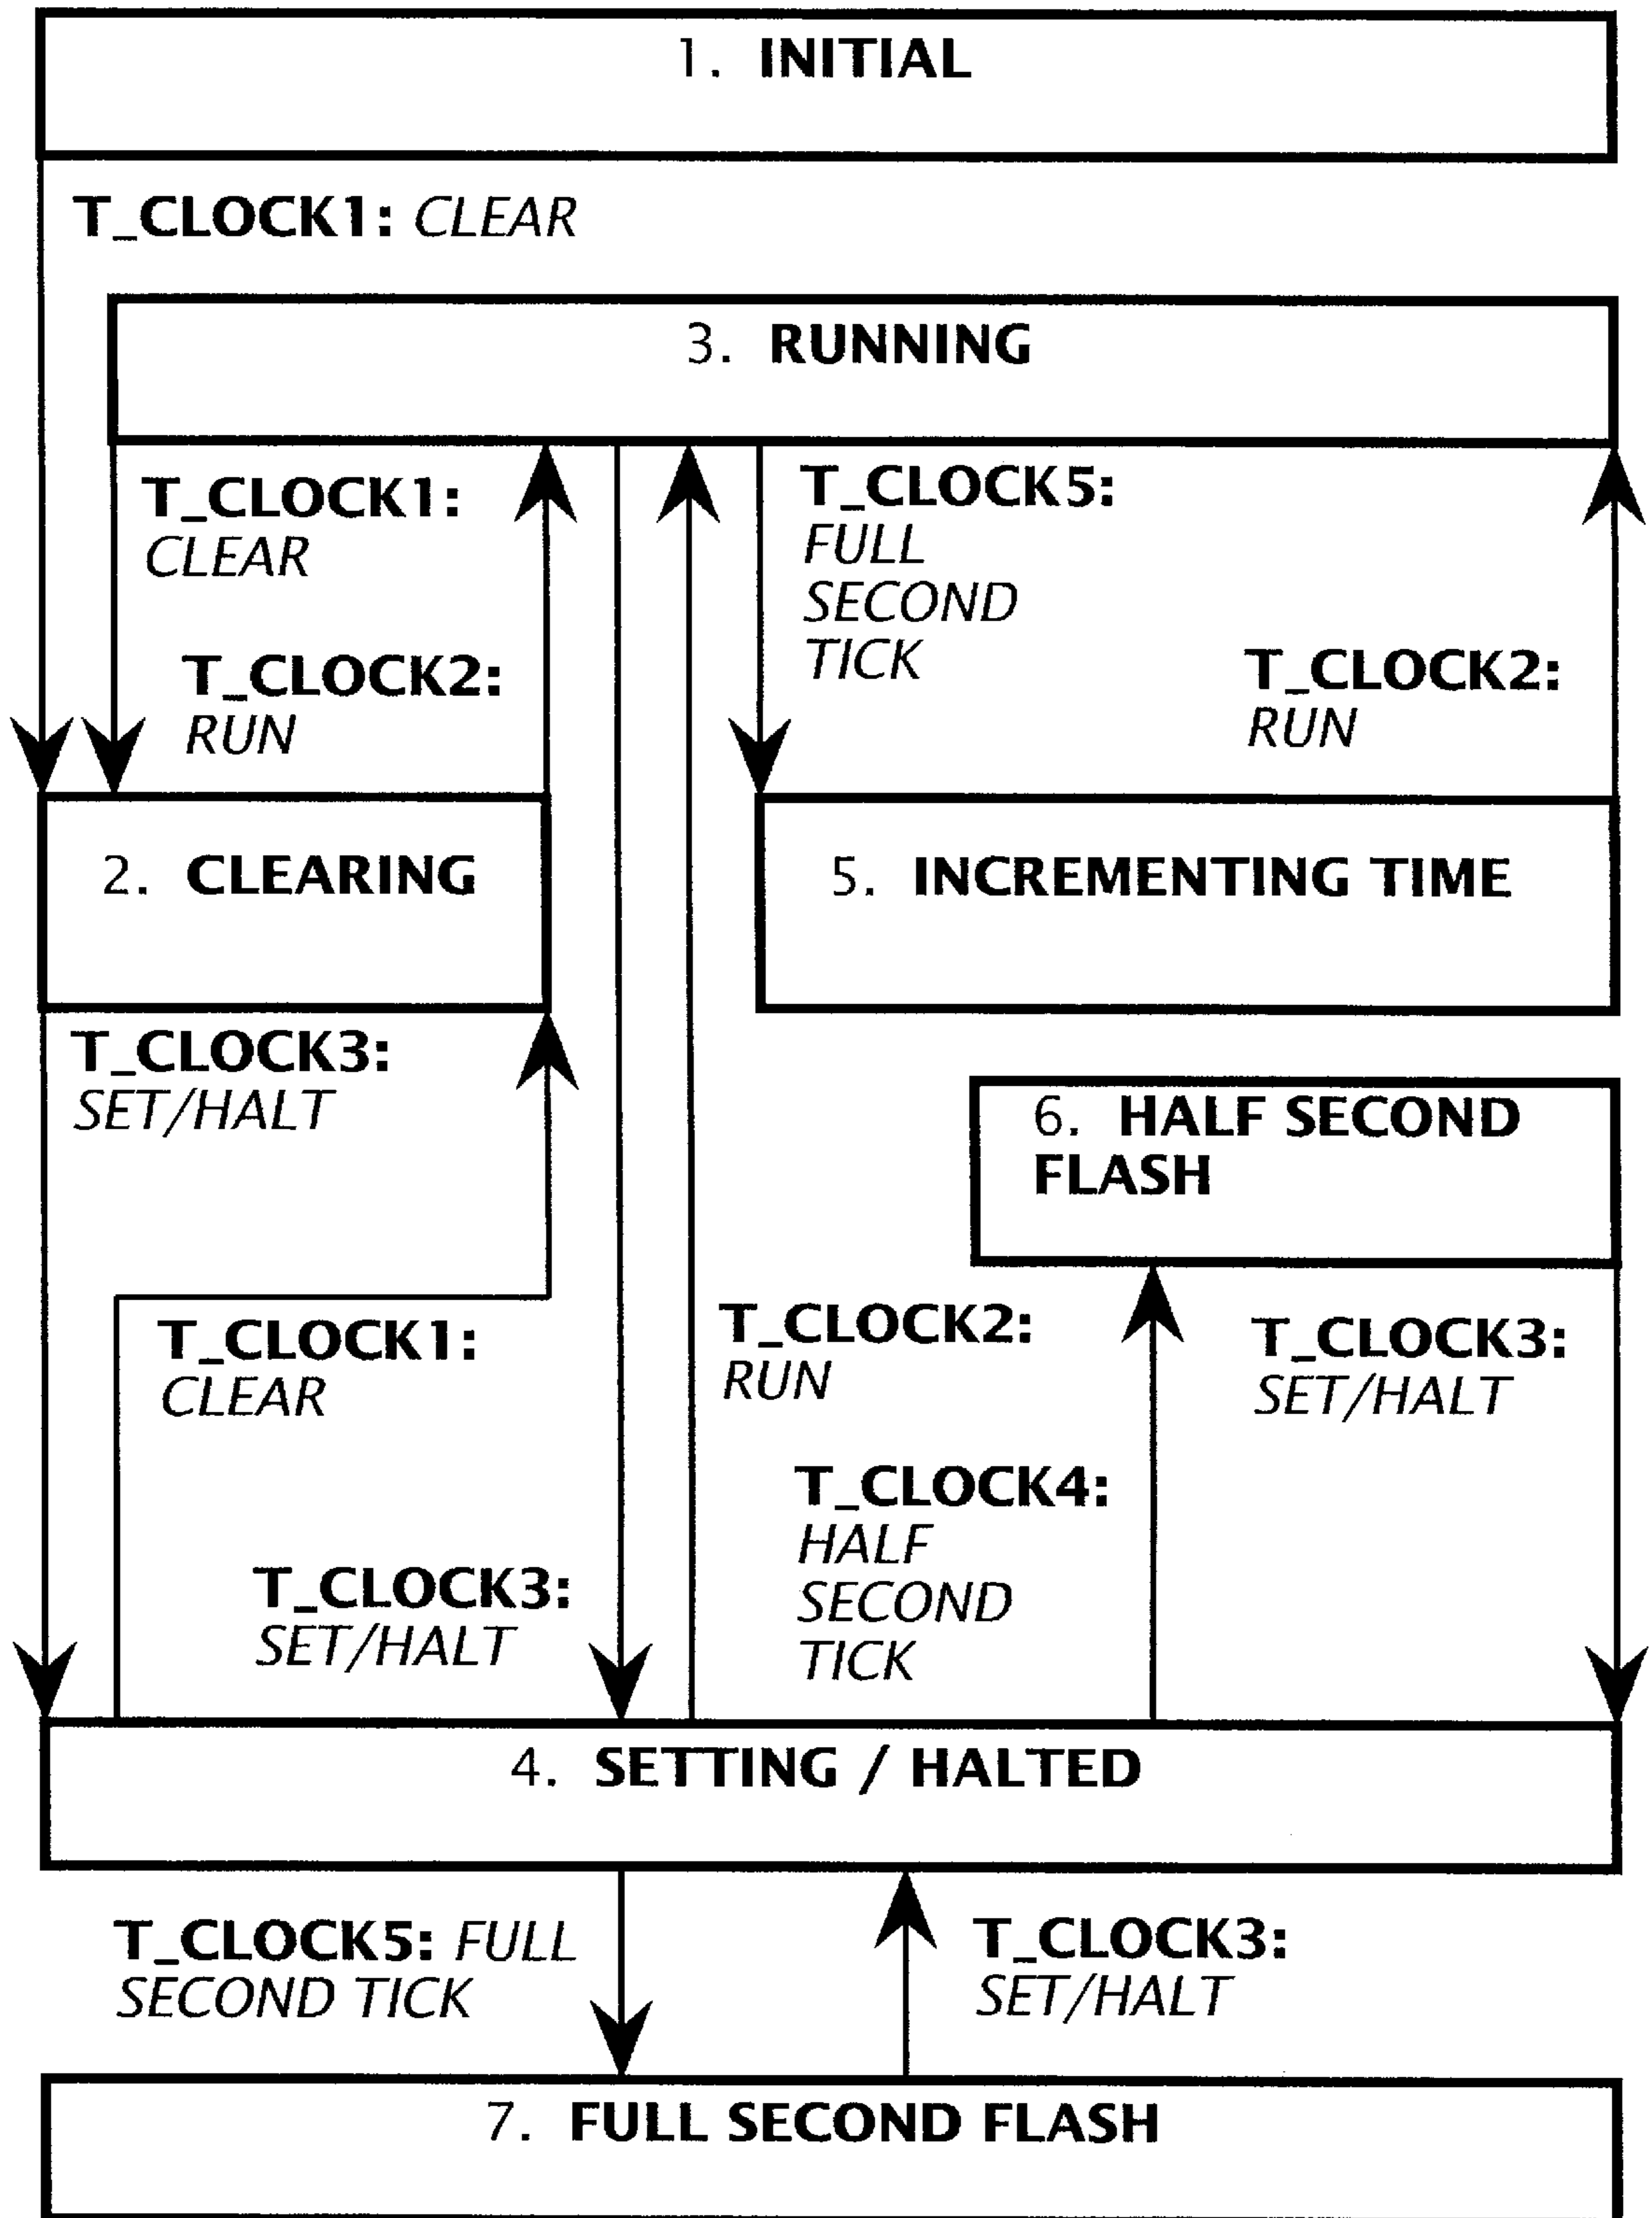 1. INITIAL
T_CLOCK1: CLEAR
3. RUNNING
T_CLOCK1:
CLEAR
T_CLOCK2:
RUN
T_CLOCK5:
FULL
SECOND
TICK
T_CLOCK2:
RUN
2. CLEARING
5. INCREMENTING TIME
T_CLOCK3:
SET/HALT
6. HALF SECOND
FLASH
T_CLOCK1:
CLEAR
T_CLOCK2:
RUN
T_CLOCK3:
SET/HALT
T_CLOCK4:
HALF
SECOND
TICK
T_CLOCK3:
SET/HALT
4. SETTING / HALTED
T_CLOCK5: FULL
SECOND TICK
T_CLOCK3:
SET/HALT
7. FULL SECOND FLASH